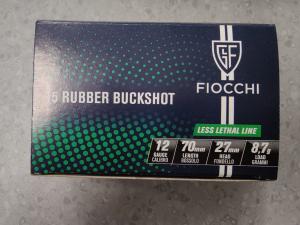 FIOCCHI
5 RUBBER BUCKSHOT
LESS LETHAL LINE
12 70mm 27mm 8,7g
GAUGE LENGTH HEAD LOAD
CALIBRO BOSSOLO FONDELLO GRAMMI